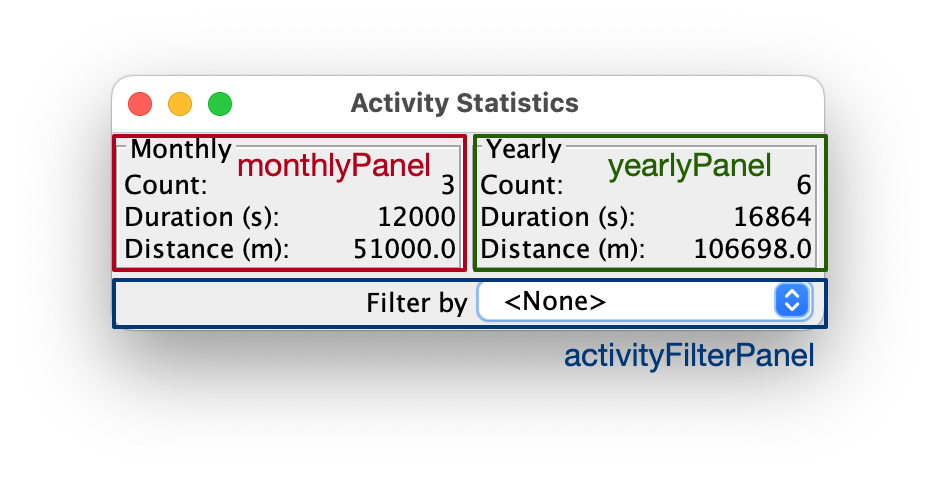 Activity Statistics
Monthly
monthlyPanel
Count: 3
Duration (s): 12000
Distance (m): 51000.0
Yearly
yearlyPanel
Count: 6
Duration (s): 16864
Distance (m): 106698.0
Filter by <None>
activityFilterPanel